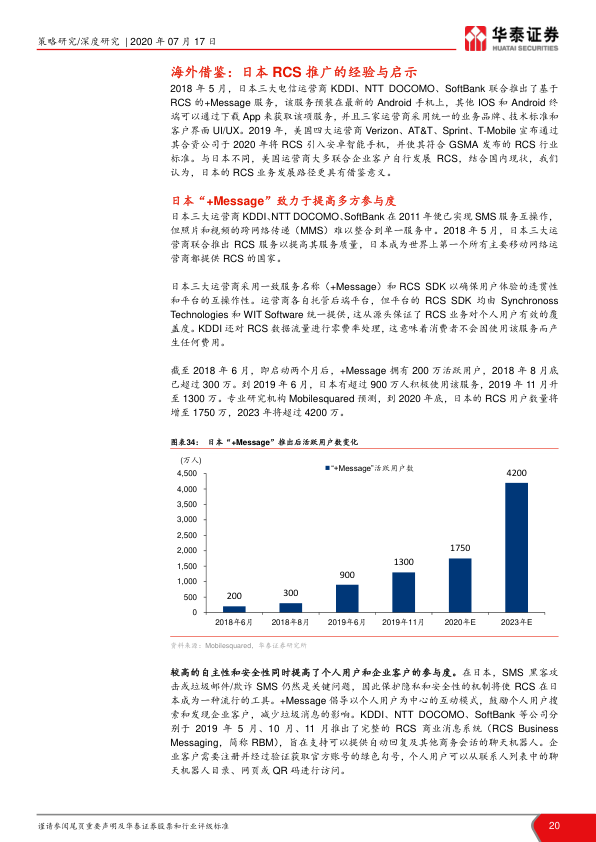 策略研究/深度研究 | 2020 年 07 月 17 日
华泰证券
HUATAI SECURITIES
海外借鉴：日本 RCS 推广的经验与启示
2018 年 5 月，日本三大电信运营商 KDDI、NTT DOCOMO、SoftBank 联合推出了基于
RCS 的+Message 服务，该服务预装在最新的 Android 手机上，其他 IOS 和 Android 终
端可以通过下载 App 来获取该项服务，并且三家运营商采用统一的业务品牌、技术标准和
客户界面 UI/UX。2019 年，美国四大运营商 Verizon、AT&T、Sprint、T-Mobile 宣布通过
其合资公司于 2020 年将 RCS 引入安卓智能手机，并使其符合 GSMA 发布的 RCS 行业
标准。与日本不同，美国运营商大多联合企业客户自行发展 RCS，结合国内现状，我们
认为，日本的 RCS 业务发展路径更具有借鉴意义。
日本“+Message”致力于提高多方参与度
日本三大运营商 KDDI、NTT DOCOMO、SoftBank 在 2011 年便已实现 SMS 服务互操作，
但照片和视频的跨网络传递（MMS）难以整合到单一服务中。2018 年 5 月，日本三大运
营商联合推出 RCS 服务以提高其服务质量，日本成为世界上第一个所有主要移动网络运
营商都提供 RCS 的国家。
日本三大运营商采用一致服务名称（+Message）和 RCS SDK 以确保用户体验的连贯性
和平台的互操作性。运营商各自托管后端平台，但平台的 RCS SDK 均由 Synchronoss
Technologies 和 WIT Software 统一提供，这从源头保证了 RCS 业务对个人用户有效的覆
盖度。KDDI 还对 RCS 数据流量进行零费率处理，这意味着消费者不会因使用该服务而产
生任何费用。
截至 2018 年 6 月，即启动两个月后，+Message 拥有 200 万活跃用户，2018 年 8 月底
已超过 300 万。到 2019 年 6 月，日本有超过 900 万人积极使用该服务，2019 年 11 月升
至 1300 万。专业研究机构 Mobilesquared 预测，到 2020 年底，日本的 RCS 用户数量将
增至 1750 万，2023 年将超过 4200 万。
图表34： 日本“+Message”推出后活跃用户数变化
(万人)
“+Message”活跃用户数
4,500
4,000
3,500
3,000
2,500
2,000
1,500
1,000
500
0
200
300
900
1300
1750
4200
2018年6月
2018年8月
2019年6月
2019年11月
2020年E
2023年E
资料来源：Mobilesquared，华泰证券研究所
较高的自主性和安全性同时提高了个人用户和企业客户的参与度。在日本，SMS 黑客攻
击或垃圾邮件/欺诈 SMS 仍然是关键问题，因此保护隐私和安全性的机制将使 RCS 在日
本成为一种流行的工具。+Message 倡导以个人用户为中心的互动模式，鼓励个人用户搜
索和发现企业客户，减少垃圾消息的影响。KDDI、NTT DOCOMO、SoftBank 等公司分
别于 2019 年 5 月、10 月、11 月推出了完整的 RCS 商业消息系统（RCS Business
Messaging，简称 RBM），旨在支持可以提供自动回复及其他商务会话的聊天机器人。企
业客户需要注册并经过验证获取官方账号的绿色勾号，个人用户可以从联系人列表中的聊
天机器人目录、网页或 QR 码进行访问。
谨请参阅尾页重要声明及华泰证券股票和行业评级标准
20